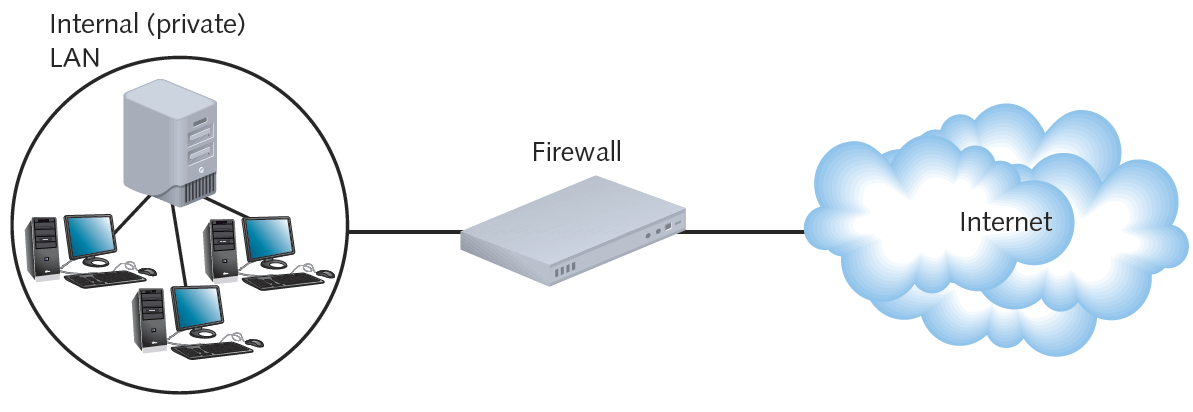 Internal (private)
LAN
Firewall
Internet